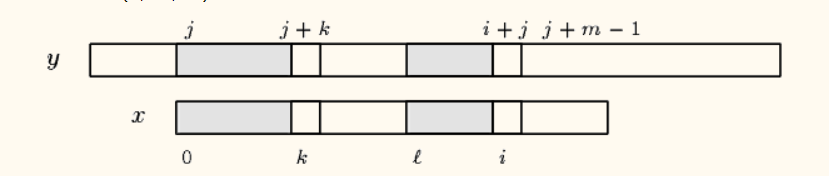 j j + k i + j j + m − 1
y
x
0 k ℓ i